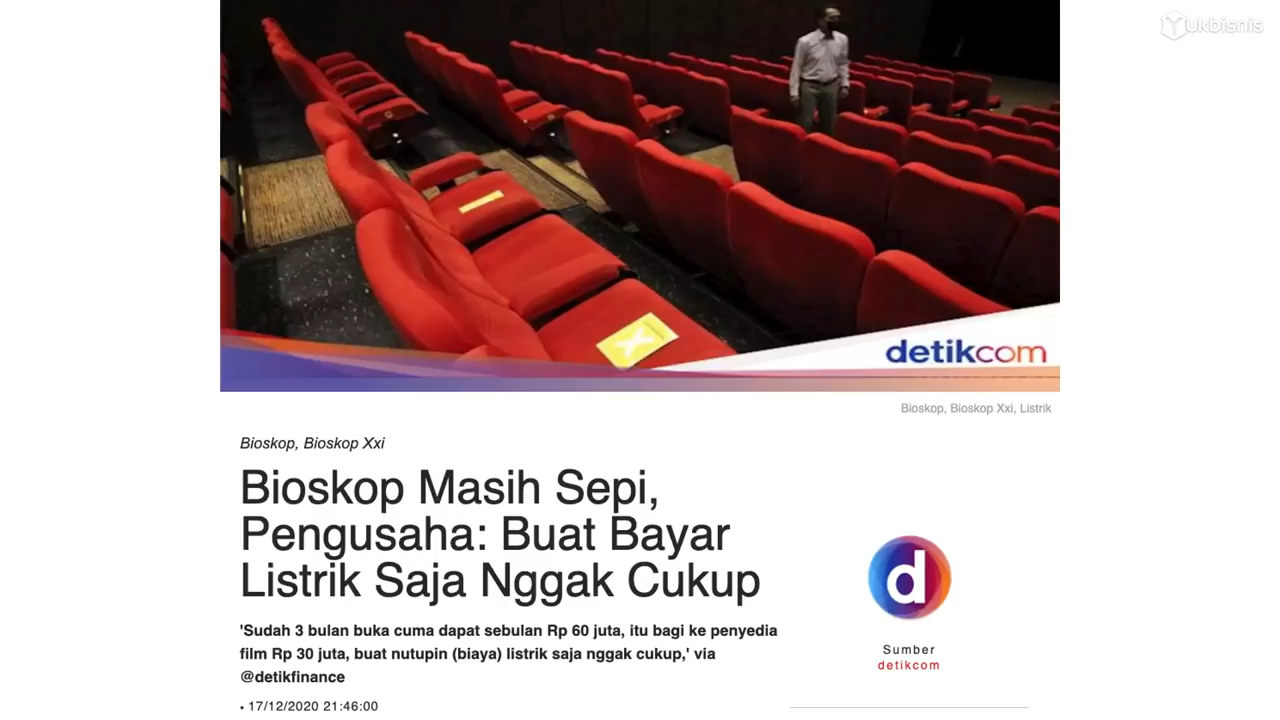 Yukbisnis
detikcom
Bioskop, Bioskop Xxi, Listrik
Bioskop, Bioskop Xxi
Bioskop Masih Sepi,
Pengusaha: Buat Bayar
Listrik Saja Nggak Cukup
'Sudah 3 bulan buka cuma dapat sebulan Rp 60 juta, itu bagi ke penyedia
film Rp 30 juta, buat nutupin (biaya) listrik saja nggak cukup,' via
@detikfinance
• 17/12/2020 21:46:00
d
Sumber
detikcom